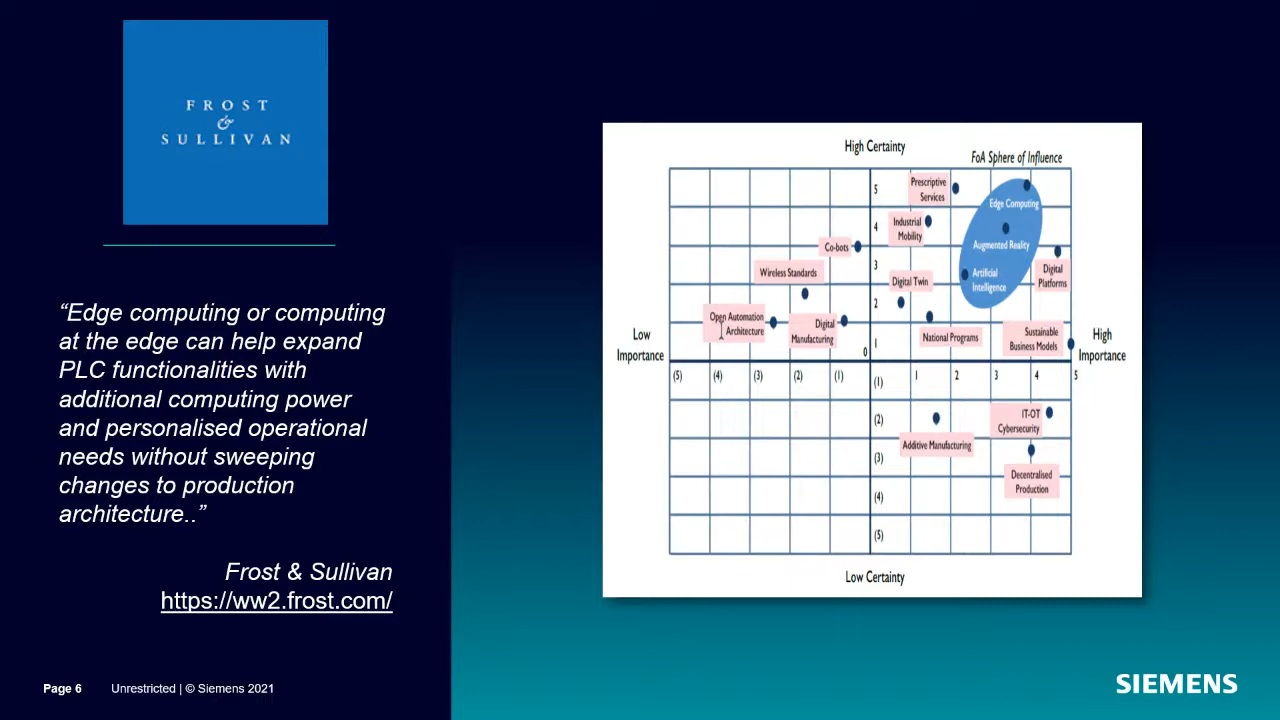 FROST
&
SULLIVAN
“Edge computing or computing
at the edge can help expand
PLC functionalities with
additional computing power
and personalised operational
needs without sweeping
changes to production
architecture..”
Frost & Sullivan
https://ww2.frost.com/
High Certainty
FoA Sphere of Influence
Prescriptive
Services
5
Edge Computing
Industrial
Mobility
4
Augmented Reality
Co-bots
3
Wireless Standards
Digital Twin
Artificial
Intelligence
Digital
Platforms
2
Open Automation
Architecture
Digital
Manufacturing
National Programs
Sustainable
Business Models
1
Low
Importance
0
High
Importance
(5) (4) (3) (2) (1) 1 2 3 4 5
(1)
(2)
IT-OT
Cybersecurity
Additive Manufacturing
(3)
Decentralised
Production
(4)
(5)
Low Certainty
Page 6 Unrestricted | © Siemens 2021
SIEMENS